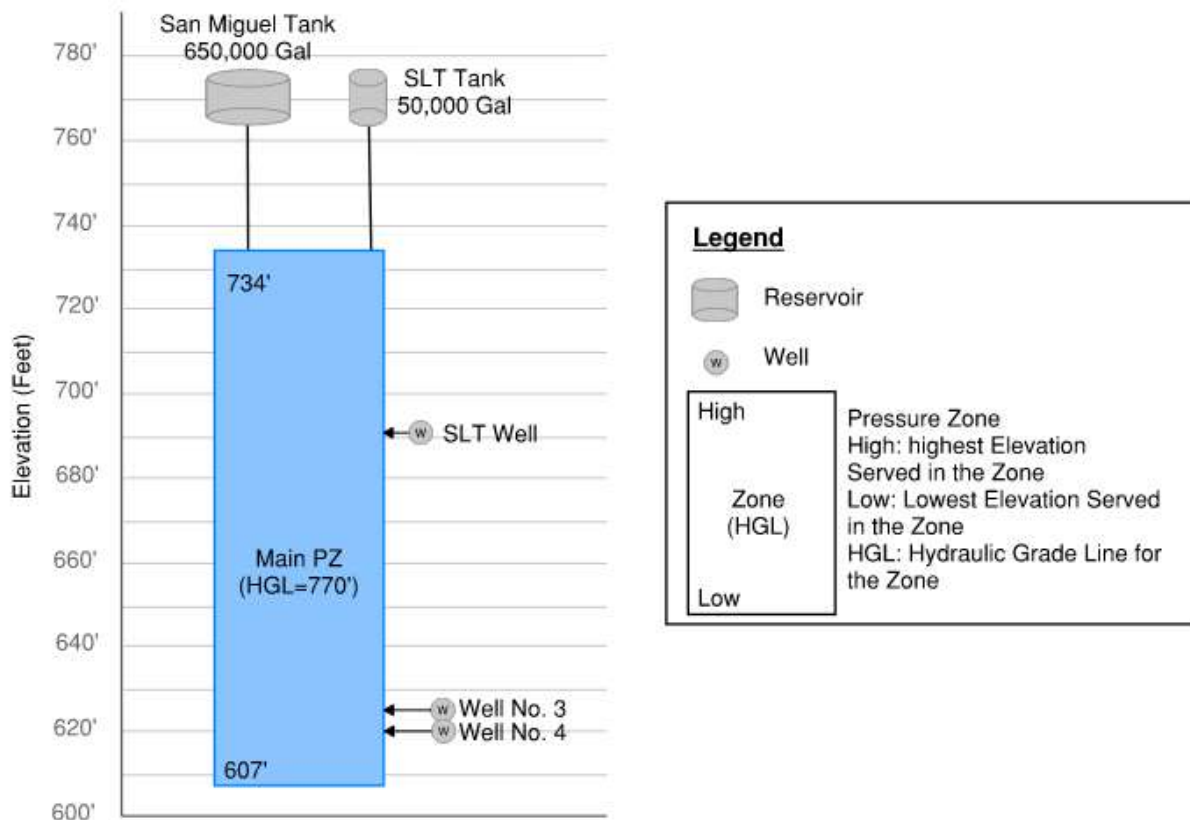 San Miguel Tank
650,000 Gal
SLT Tank
50,000 Gal
780'
760'
740'
720'
700'
680'
660'
640'
620'
600'
Elevation (Feet)
734'
Main PZ
(HGL=770')
607'
W SLT Well
W Well No. 3
W Well No. 4
Legend
Reservoir
W Well
High
Zone
(HGL)
Low
Pressure Zone
High: highest Elevation
Served in the Zone
Low: Lowest Elevation Served
in the Zone
HGL: Hydraulic Grade Line for
the Zone